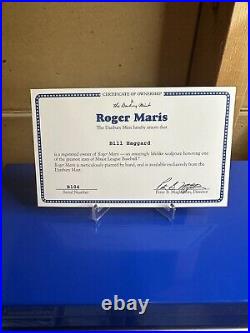 CERTIFICATE OF OWNERSHIP
The Danbury Mint
Roger Maris
The Danbury Mint hereby attests that
Bill Haggard
is a registered owner of Roger Maris — an amazingly lifelike sculpture honoring one
of the greatest stars of Major League Baseball.
Roger Maris is meticulously painted by hand, and is available exclusively from the
Danbury Mint.
B104
Serial Number
Peter B. Maglathlin, Director